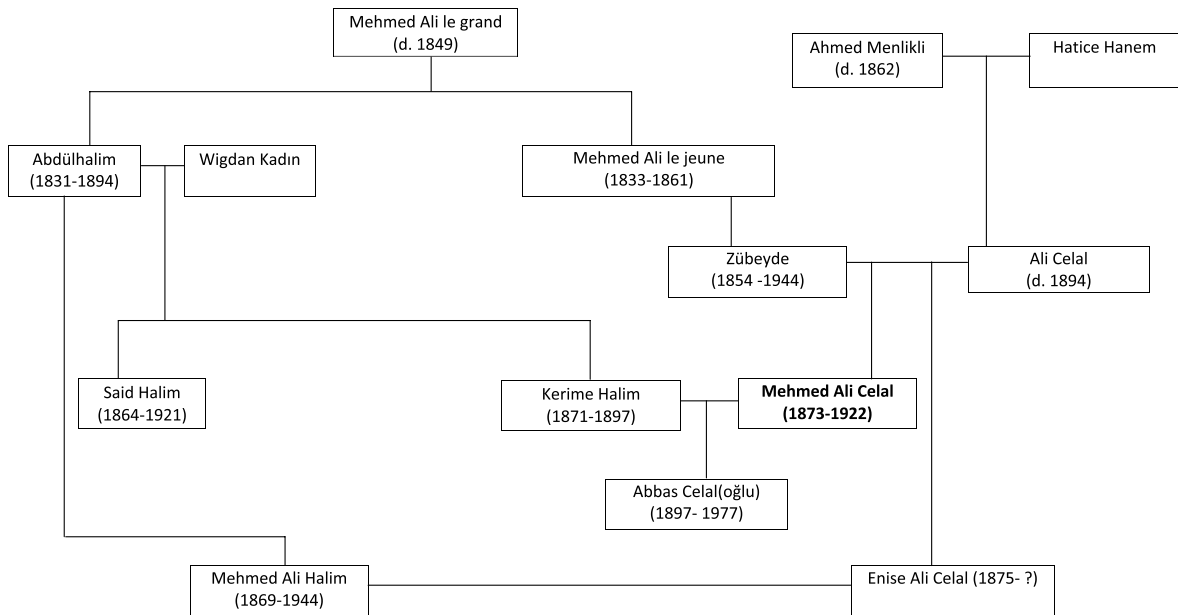 Mehmed Ali le grand
(d. 1849)
Ahmed Menlikli
(d. 1862)
Hatice Hanem
Abdülhalim
(1831-1894)
Wigdan Kadın
Mehmed Ali le jeune
(1833-1861)
Zübeyde
(1854 -1944)
Ali Celal
(d. 1894)
Said Halim
(1864-1921)
Kerime Halim
(1871-1897)
Mehmed Ali Celal
(1873-1922)
Abbas Celal(oğlu)
(1897- 1977)
Mehmed Ali Halim
(1869-1944)
Enise Ali Celal (1875- ?)